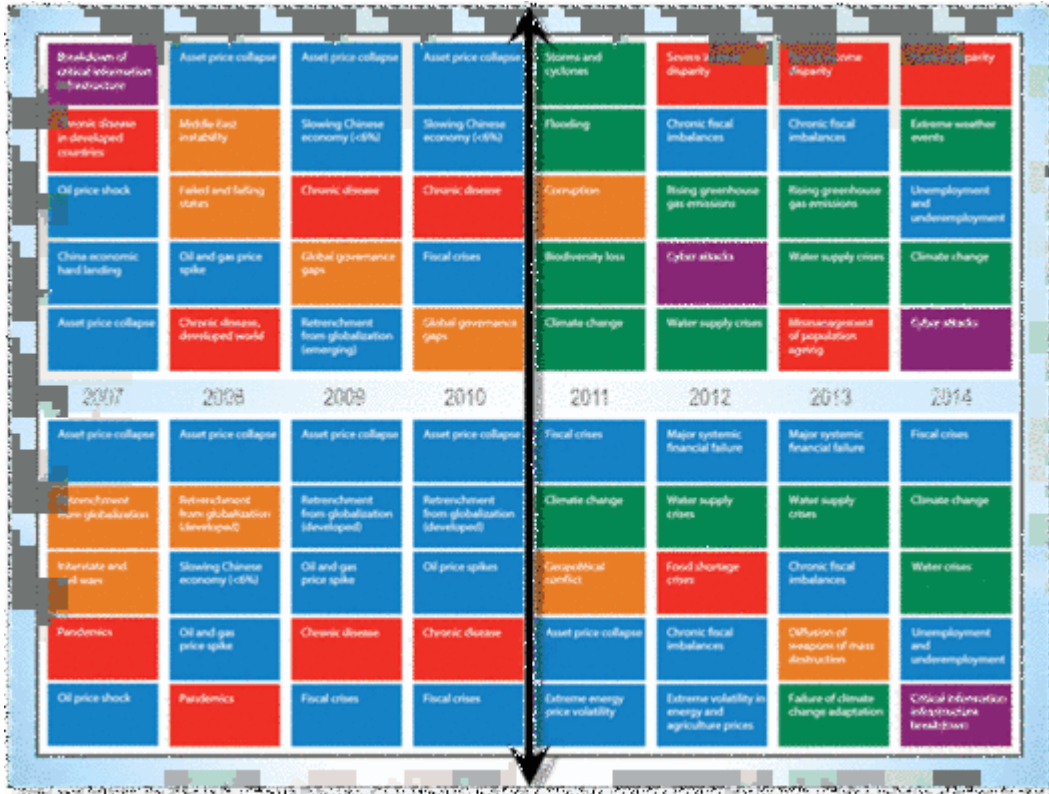 Breakdown of
critical information
infrastructure
Asset price collapse
Asset price collapse
Asset price collapse
Storms and
cyclones
Severe
disparity
disparity
disparity
Chronic disease
in developed
countries
Middle East
instability
Slowing Chinese
economy (<6%)
Slowing Chinese
economy (<6%)
Flooding
Chronic fiscal
imbalances
Chronic fiscal
imbalances
Extreme weather
events
Oil price shock
Failed and failing
states
Chronic disease
Chronic disease
Corruption
Rising greenhouse
gas emissions
Rising greenhouse
gas emissions
Unemployment
and
underemployment
China economic
hard landing
Oil and gas price
spike
Global governance
gaps
Fiscal crises
Biodiversity loss
Cyber attacks
Water supply crises
Climate change
Asset price collapse
Chronic disease,
developed world
Retrenchment
from globalization
(emerging)
Global governance
gaps
Climate change
Water supply crises
Mismanagement
of population
ageing
Cyber attacks
2007 2008 2009 2010 2011 2012 2013 2014
Asset price collapse
Asset price collapse
Asset price collapse
Asset price collapse
Fiscal crises
Major systemic
financial failure
Major systemic
financial failure
Fiscal crises
Retrenchment
from globalization
Retrenchment
from globalization
(developed)
Retrenchment
from globalization
(developed)
Retrenchment
from globalization
(developed)
Climate change
Water supply
crises
Water supply
crises
Climate change
Interstate and
civil wars
Slowing Chinese
economy (<6%)
Oil and gas
price spike
Oil price spikes
Geopolitical
conflict
Food shortage
crises
Chronic fiscal
imbalances
Water crises
Pandemics
Oil and gas
price spike
Chronic disease
Chronic disease
Asset price collapse
Chronic fiscal
imbalances
Diffusion of
weapons of mass
destruction
Unemployment
and
underemployment
Oil price shock
Pandemics
Fiscal crises
Fiscal crises
Extreme energy
price volatility
Extreme volatility in
energy and
agriculture prices
Failure of climate
change adaptation
Critical information
infrastructure
breakdown